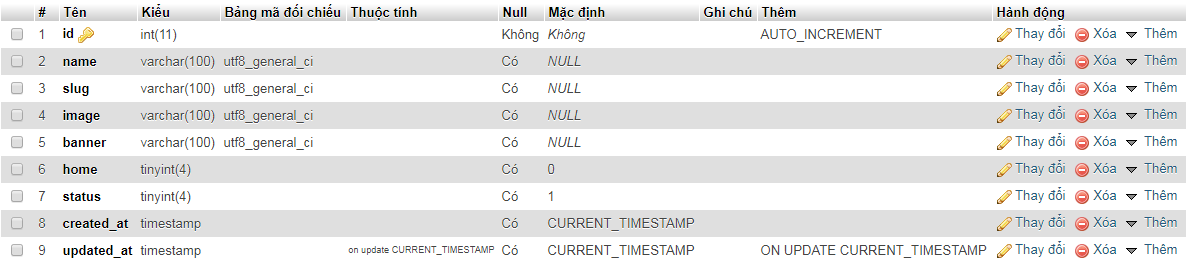 # Tên Kiểu Bảng mã đối chiếu Thuộc tính Null Mặc định Ghi chú Thêm Hành động
1 id int(11) Không Không AUTO_INCREMENT Thay đổi Xóa Thêm
2 name varchar(100) utf8_general_ci Có NULL Thay đổi Xóa Thêm
3 slug varchar(100) utf8_general_ci Có NULL Thay đổi Xóa Thêm
4 image varchar(100) utf8_general_ci Có NULL Thay đổi Xóa Thêm
5 banner varchar(100) utf8_general_ci Có NULL Thay đổi Xóa Thêm
6 home tinyint(4) Có 0 Thay đổi Xóa Thêm
7 status tinyint(4) Có 1 Thay đổi Xóa Thêm
8 created_at timestamp Có CURRENT_TIMESTAMP Thay đổi Xóa Thêm
9 updated_at timestamp on update CURRENT_TIMESTAMP Có CURRENT_TIMESTAMP ON UPDATE CURRENT_TIMESTAMP Thay đổi Xóa Thêm